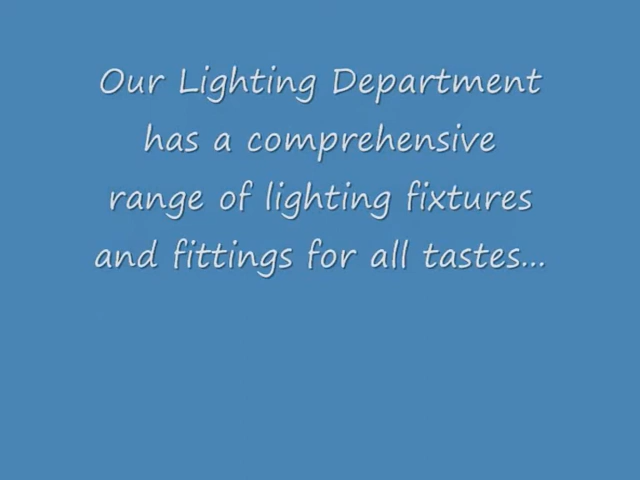 Our Lighting Department
has a comprehensive
range of lighting fixtures
and fittings for all tastes...